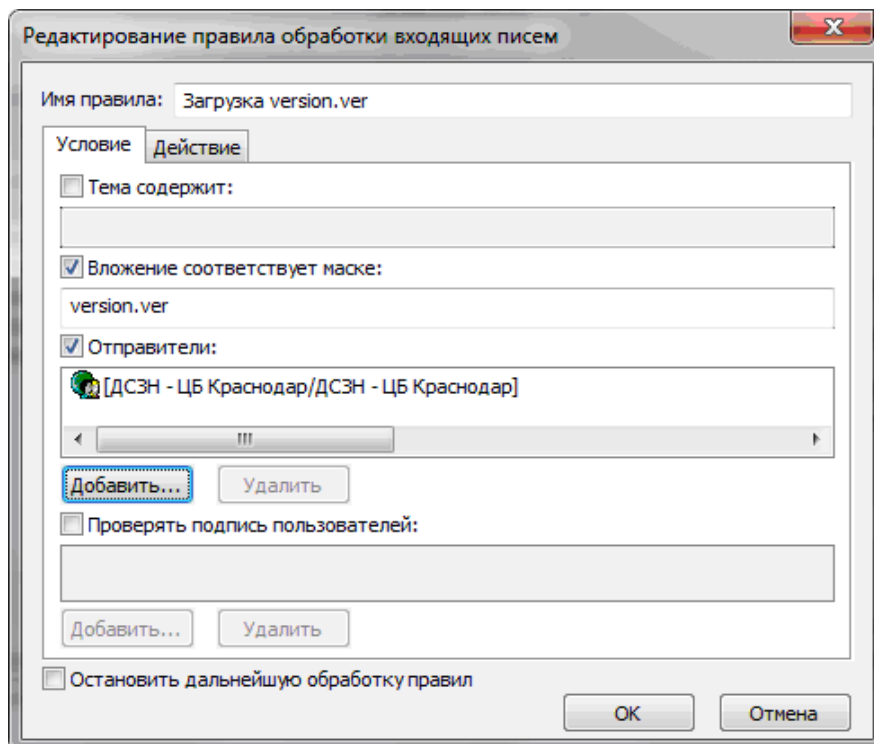 Редактирование правила обработки входящих писем
Имя правила: Загрузка version.ver
Условие Действие
Тема содержит:
Вложение соответствует маске:
version.ver
Отправители:
[ДСЗН - ЦБ Краснодар/ДСЗН - ЦБ Краснодар]
Добавить... Удалить
Проверять подпись пользователей:
Добавить... Удалить
Остановить дальнейшую обработку правил
ОК Отмена